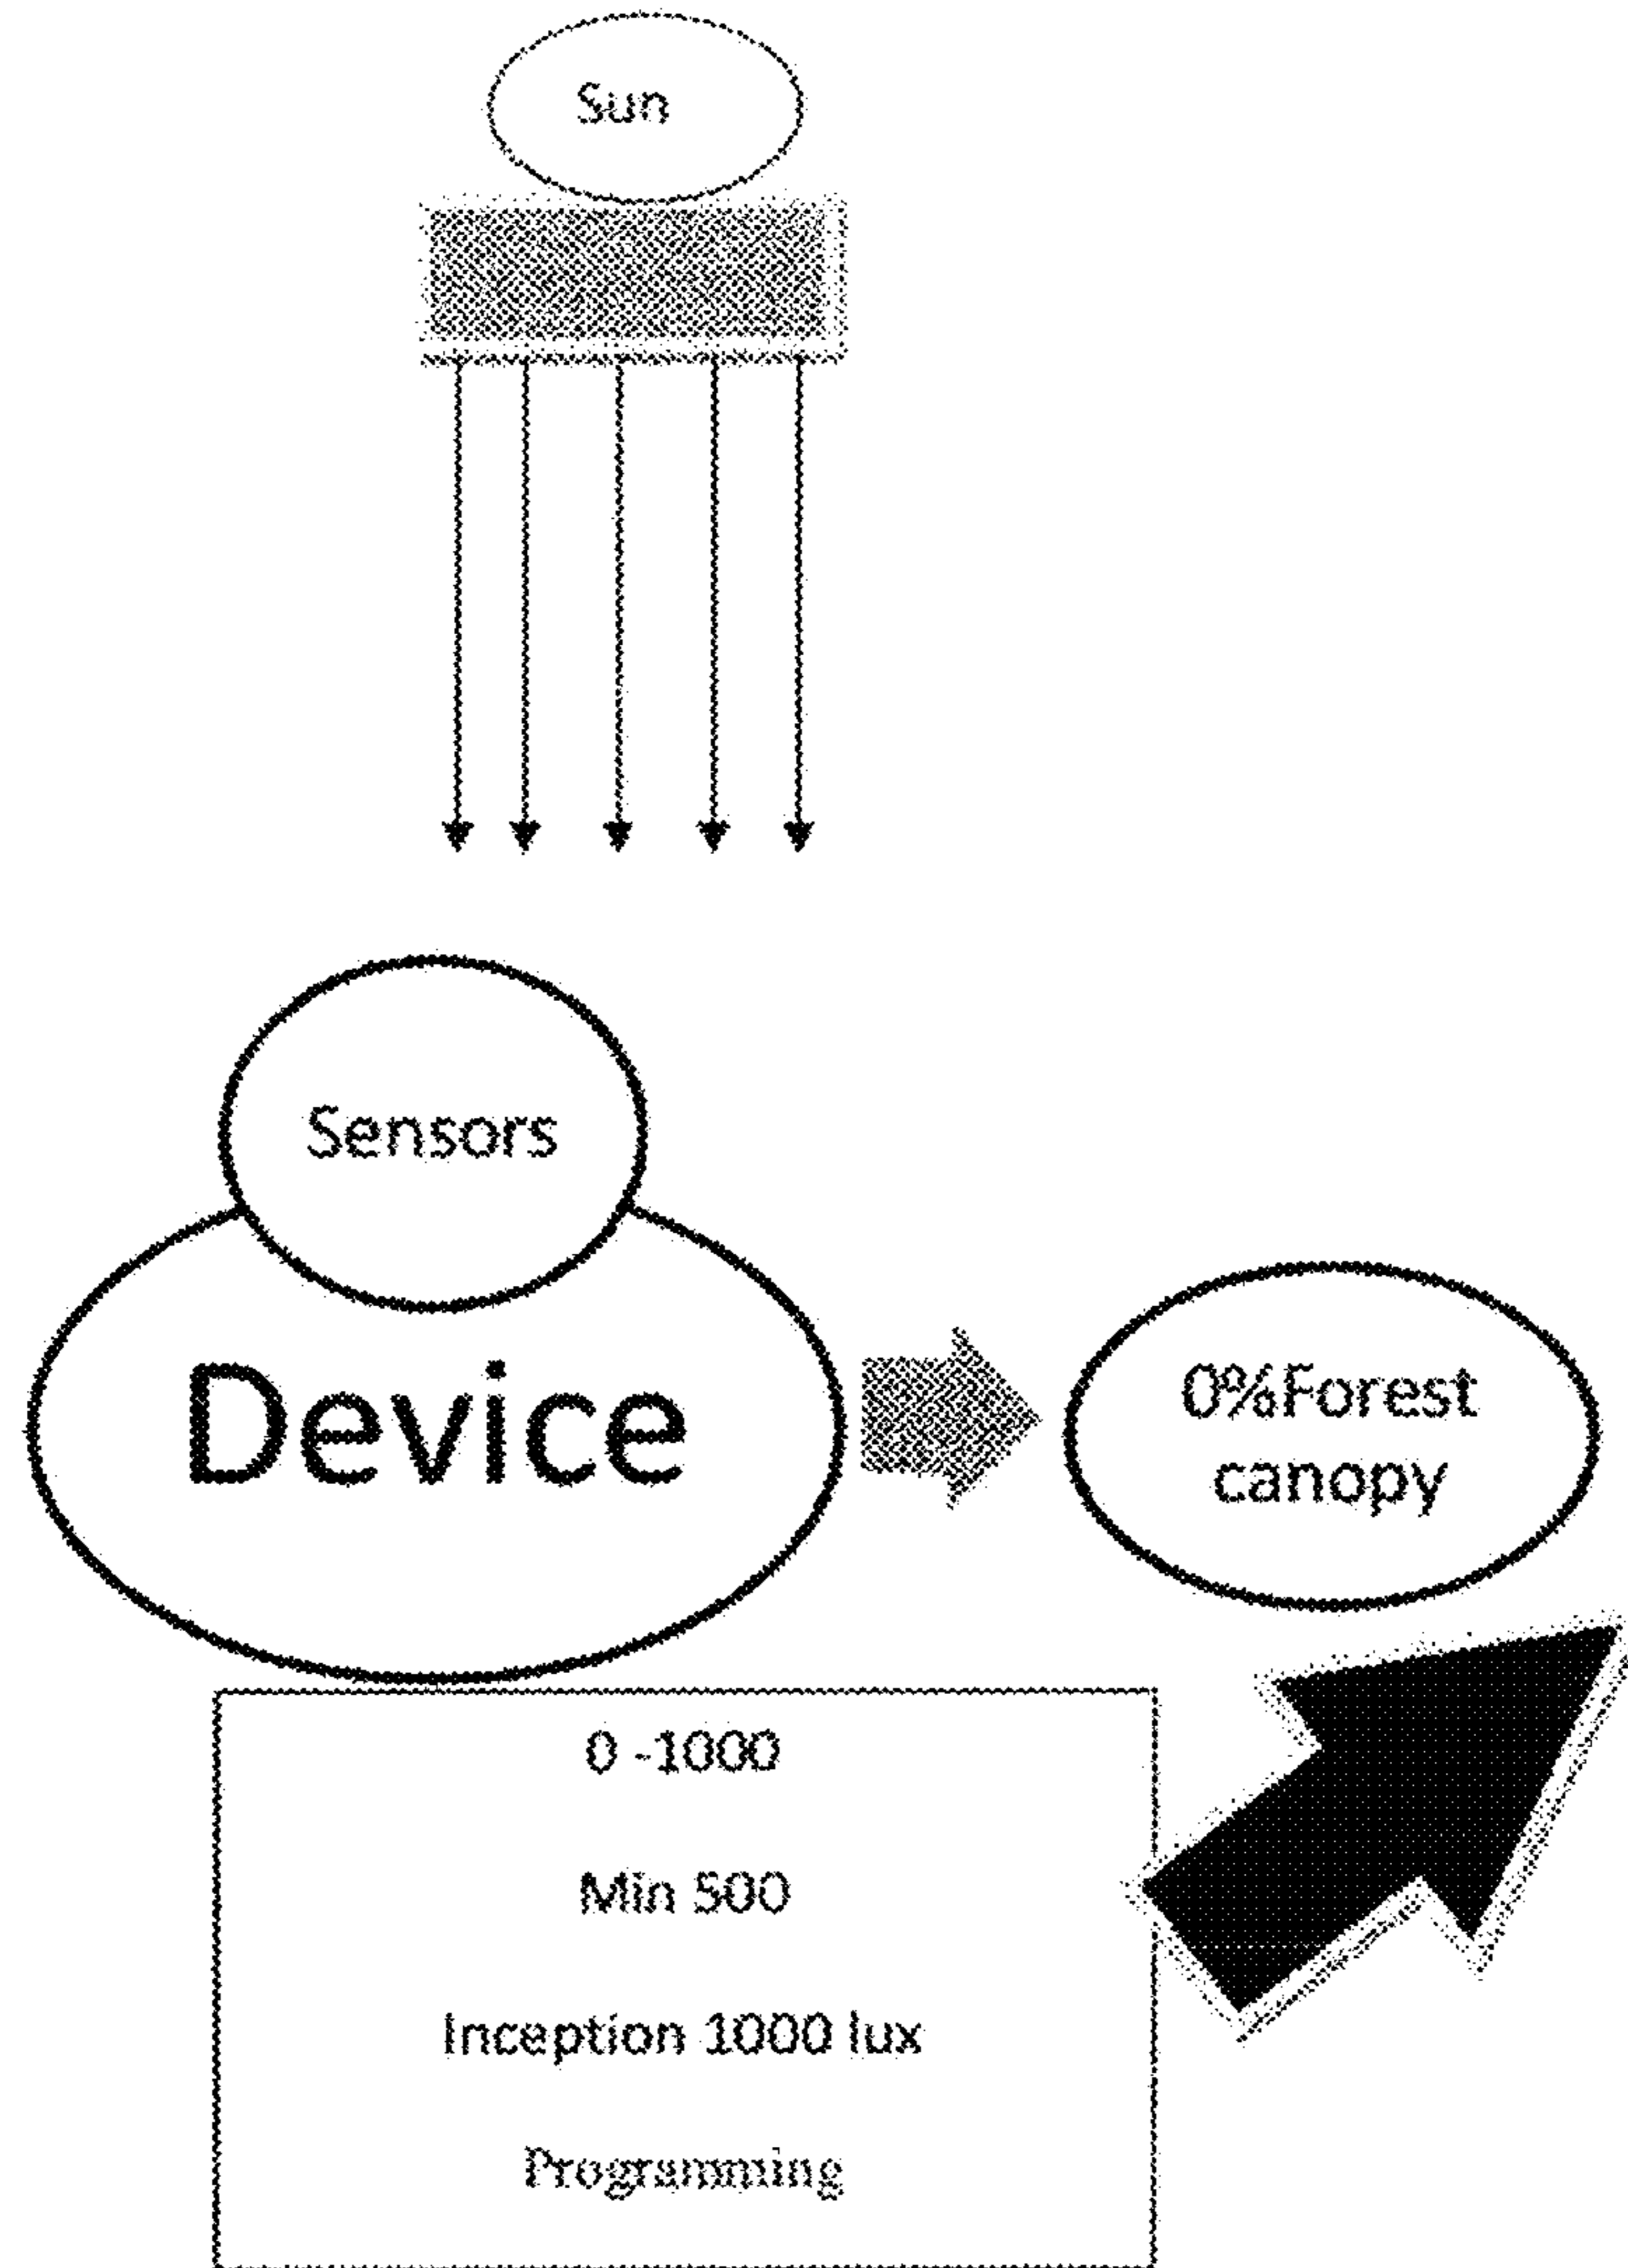 Sun
Sensors
Device
0%Forest
canopy
0 -1000
Min 500
Inception 1000 lux
Programming